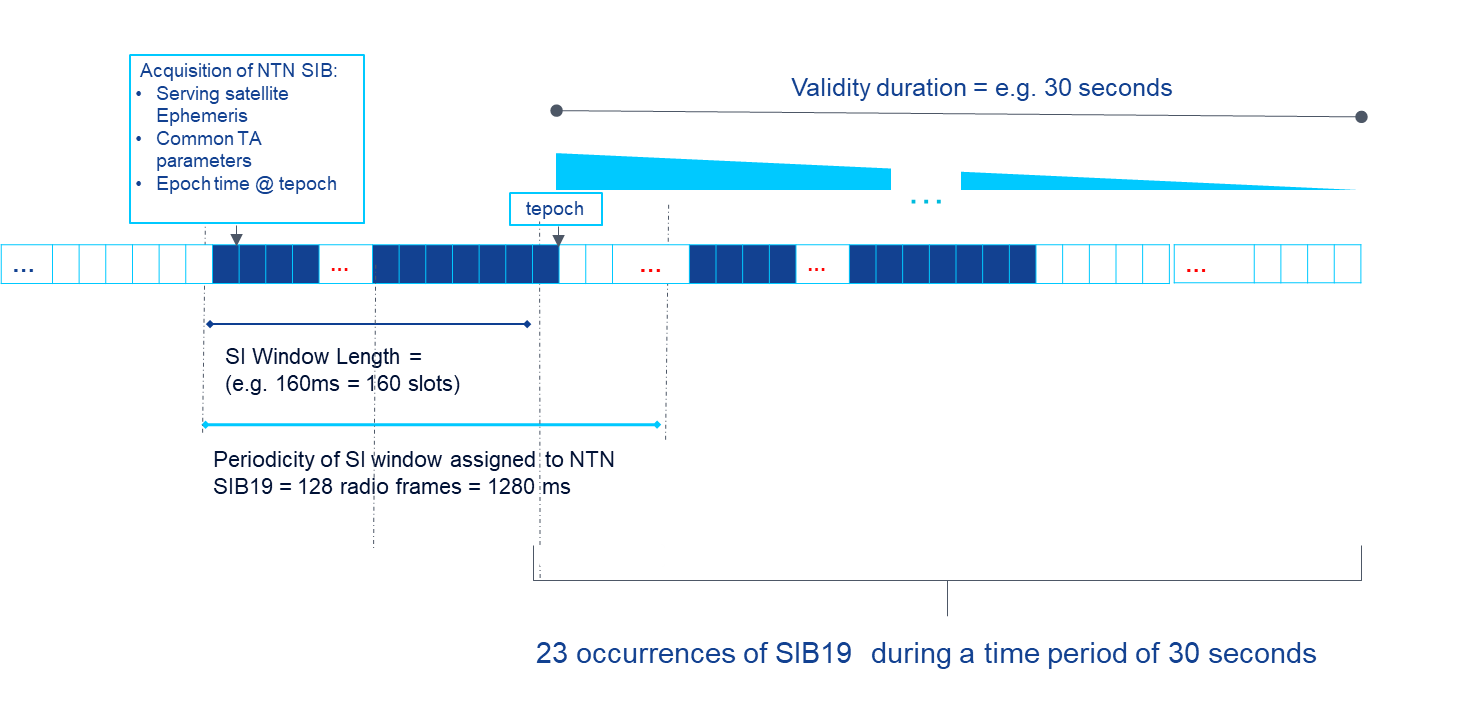 Acquisition of NTN SIB:
• Serving satellite
Ephemeris
• Common TA
parameters
• Epoch time @ tepoch
Validity duration = e.g. 30 seconds
...
tepoch
... ... ... ... ...
SI Window Length =
(e.g. 160ms = 160 slots)
Periodicity of SI window assigned to NTN
SIB19 = 128 radio frames = 1280 ms
23 occurrences of SIB19 during a time period of 30 seconds